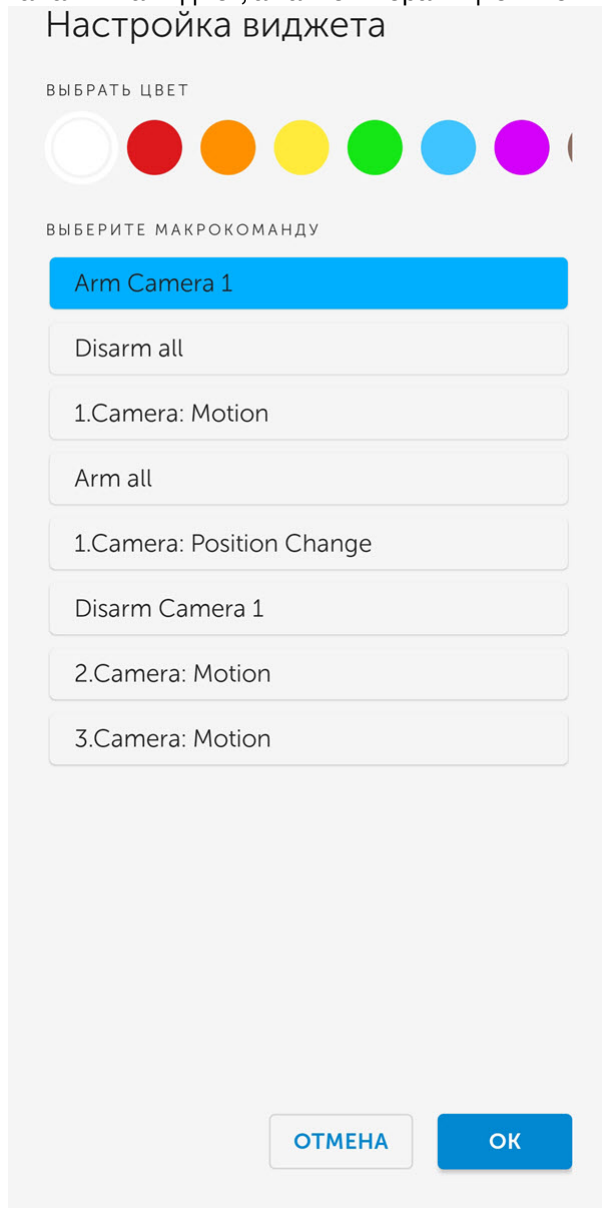 Настройка виджета
ВЫБРАТЬ ЦВЕТ
ВЫБЕРИТЕ МАКРОКОМАНДУ
Arm Camera 1
Disarm all
1.Camera: Motion
Arm all
1.Camera: Position Change
Disarm Camera 1
2.Camera: Motion
3.Camera: Motion
ОТМЕНА
ОК